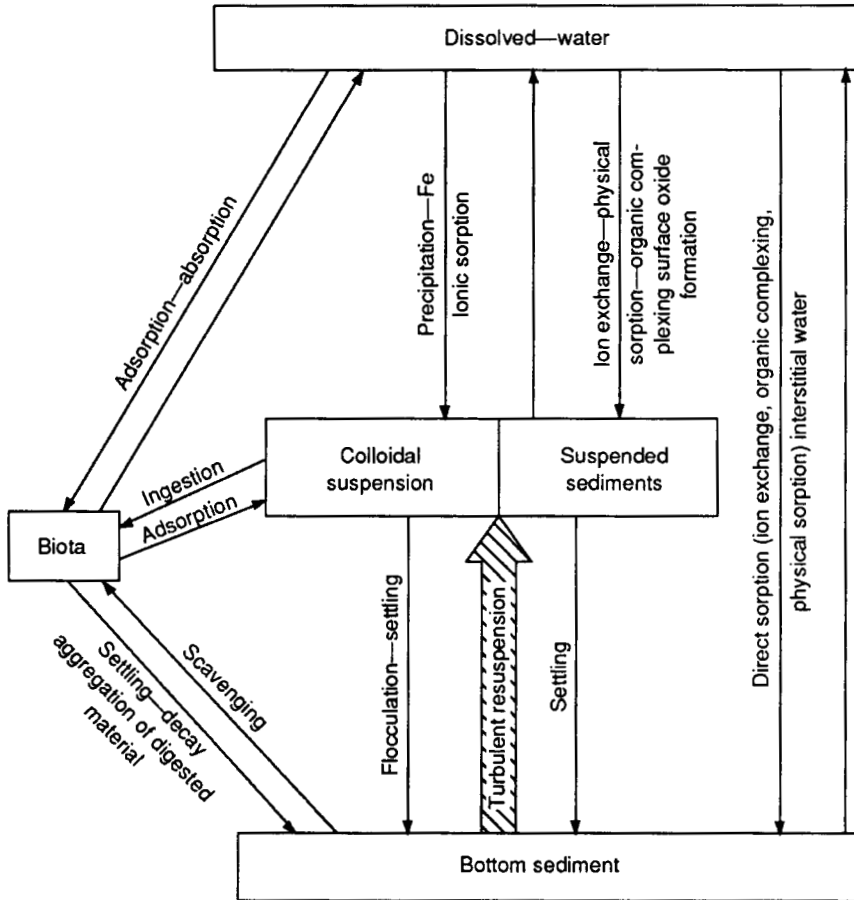 Dissolved—water
Adsorption—absorption
Precipitation—Fe
Ionic sorption
Ion exchange—physical
sorption—organic com-
plexing surface oxide
formation
Direct sorption (ion exchange, organic complexing,
physical sorption) interstitial water
Colloidal
suspension
Suspended
sediments
Ingestion
Adsorption
Biota
Scavenging
Settling—decay
aggregation of digested
material
Flocculation—settling
Turbulent resuspension
Settling
Bottom sediment